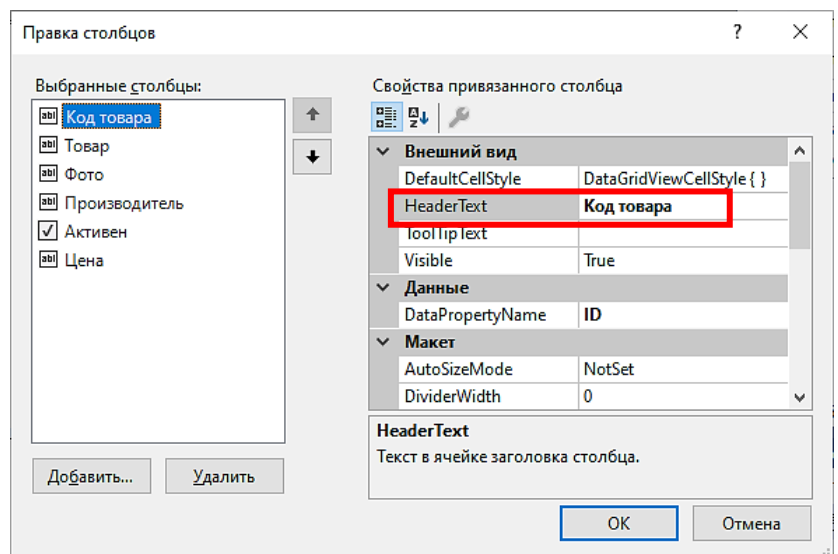 Правка столбцов
?
Выбранные столбцы:
Код товара
Товар
Фото
Производитель
Активен
Цена
Добавить...
Удалить
Свойства привязанного столбца
Внешний вид
DefaultCellStyle DataGridViewCellStyle { }
HeaderText Код товара
ToolTipText
Visible True
Данные
DataPropertyName ID
Макет
AutoSizeMode NotSet
DividerWidth 0
HeaderText
Текст в ячейке заголовка столбца.
OK Отмена